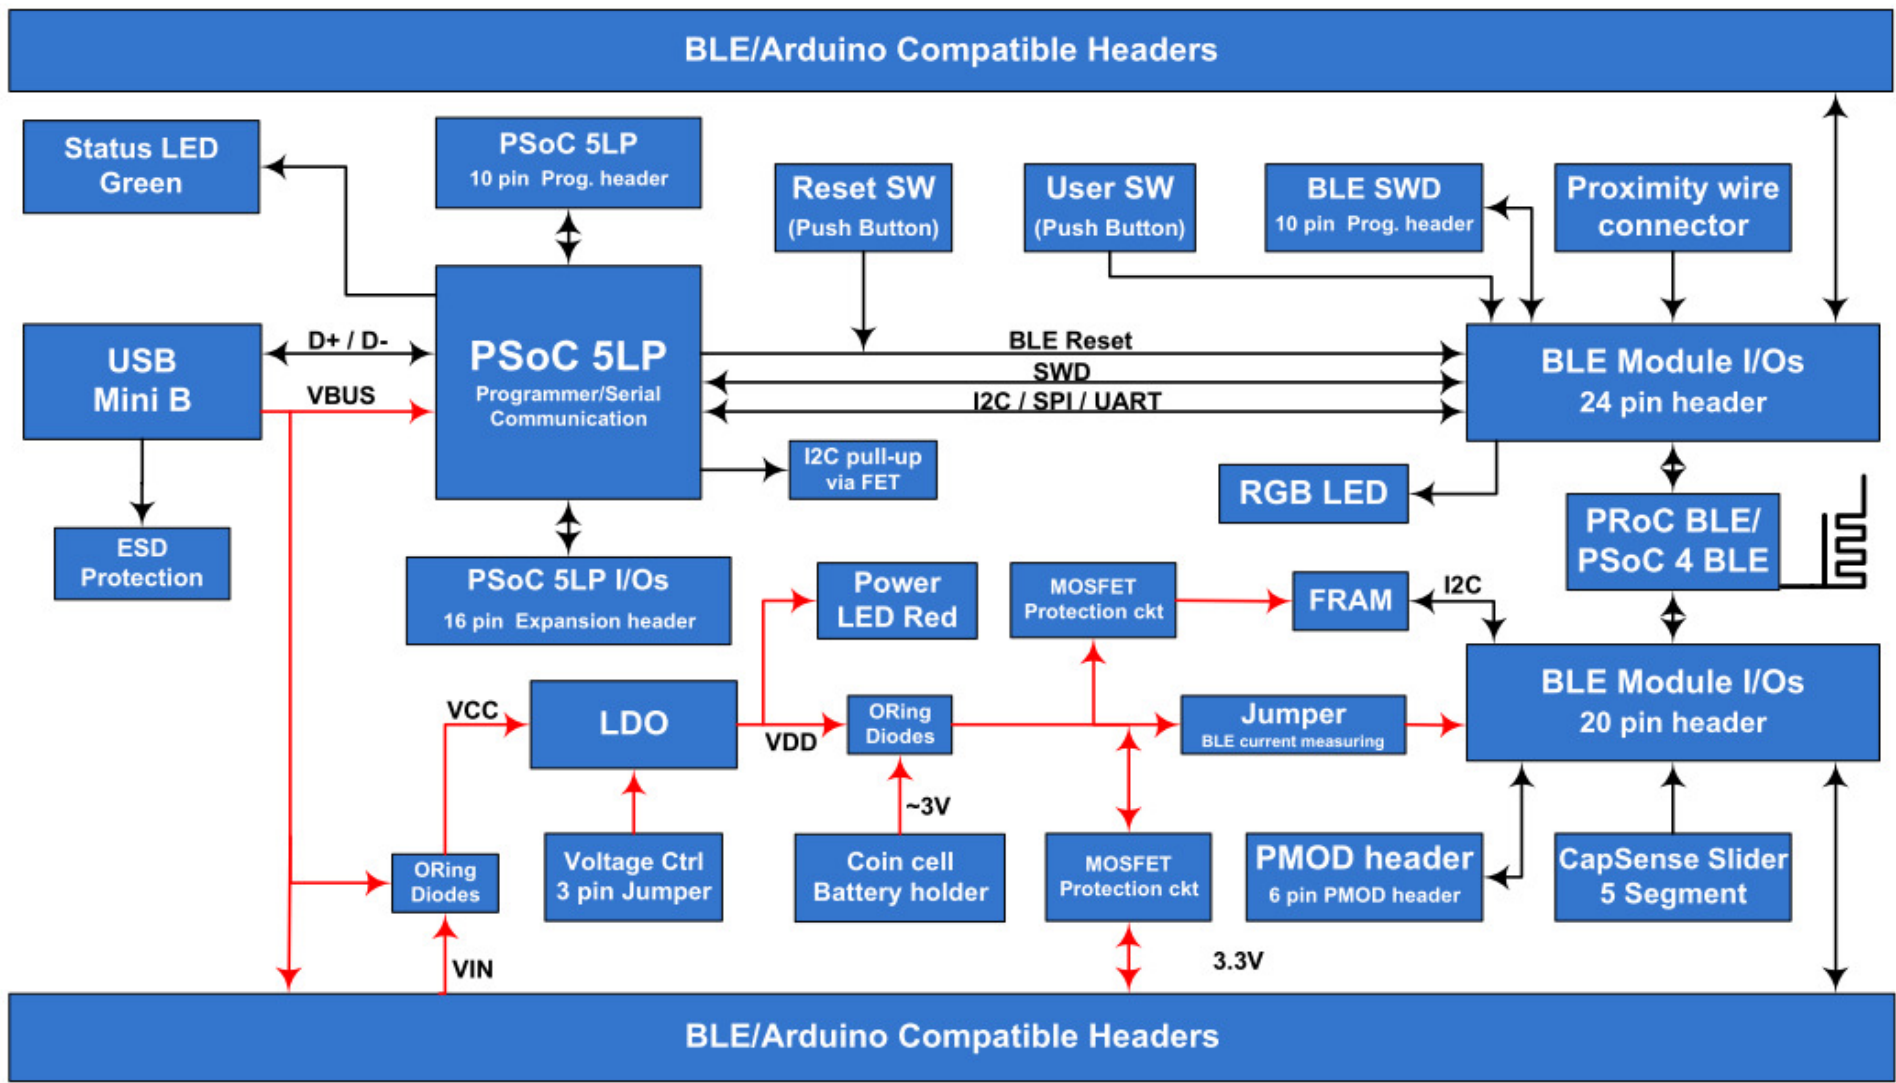 BLE/Arduino Compatible Headers
Status LED
Green
PSoC 5LP
10 pin Prog. header
Reset SW
(Push Button)
User SW
(Push Button)
BLE SWD
10 pin Prog. header
Proximity wire
connector
USB
Mini B
D+ / D-
VBUS
PSoC 5LP
Programmer/Serial
Communication
BLE Reset
SWD
I2C / SPI / UART
BLE Module I/Os
24 pin header
I2C pull-up
via FET
RGB LED
PRoC BLE/
PSoC 4 BLE
ESD
Protection
PSoC 5LP I/Os
16 pin Expansion header
Power
LED Red
MOSFET
Protection ckt
FRAM
I2C
VCC
LDO
VDD
ORing
Diodes
Jumper
BLE current measuring
BLE Module I/Os
20 pin header
~3V
ORing
Diodes
Voltage Ctrl
3 pin Jumper
Coin cell
Battery holder
MOSFET
Protection ckt
PMOD header
6 pin PMOD header
CapSense Slider
5 Segment
VIN
3.3V
BLE/Arduino Compatible Headers